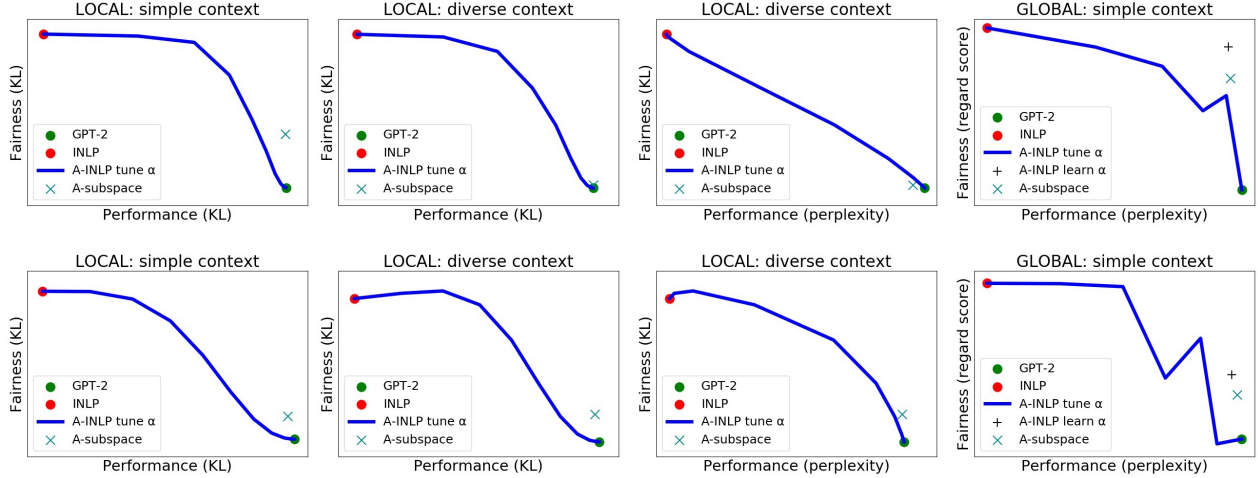 LOCAL: simple context
Fairness (KL)
GPT-2
INLP
A-INLP tune α
A-subspace
Performance (KL)
LOCAL: diverse context
Fairness (KL)
GPT-2
INLP
A-INLP tune α
A-subspace
Performance (KL)
LOCAL: diverse context
Fairness (KL)
GPT-2
INLP
A-INLP tune α
A-subspace
Performance (perplexity)
GLOBAL: simple context
Fairness (regard score)
GPT-2
INLP
A-INLP tune α
A-INLP learn α
A-subspace
Performance (perplexity)
LOCAL: simple context
Fairness (KL)
GPT-2
INLP
A-INLP tune α
A-subspace
Performance (KL)
LOCAL: diverse context
Fairness (KL)
GPT-2
INLP
A-INLP tune α
A-subspace
Performance (KL)
LOCAL: diverse context
Fairness (KL)
GPT-2
INLP
A-INLP tune α
A-subspace
Performance (perplexity)
GLOBAL: simple context
Fairness (regard score)
GPT-2
INLP
A-INLP tune α
A-INLP learn α
A-subspace
Performance (perplexity)